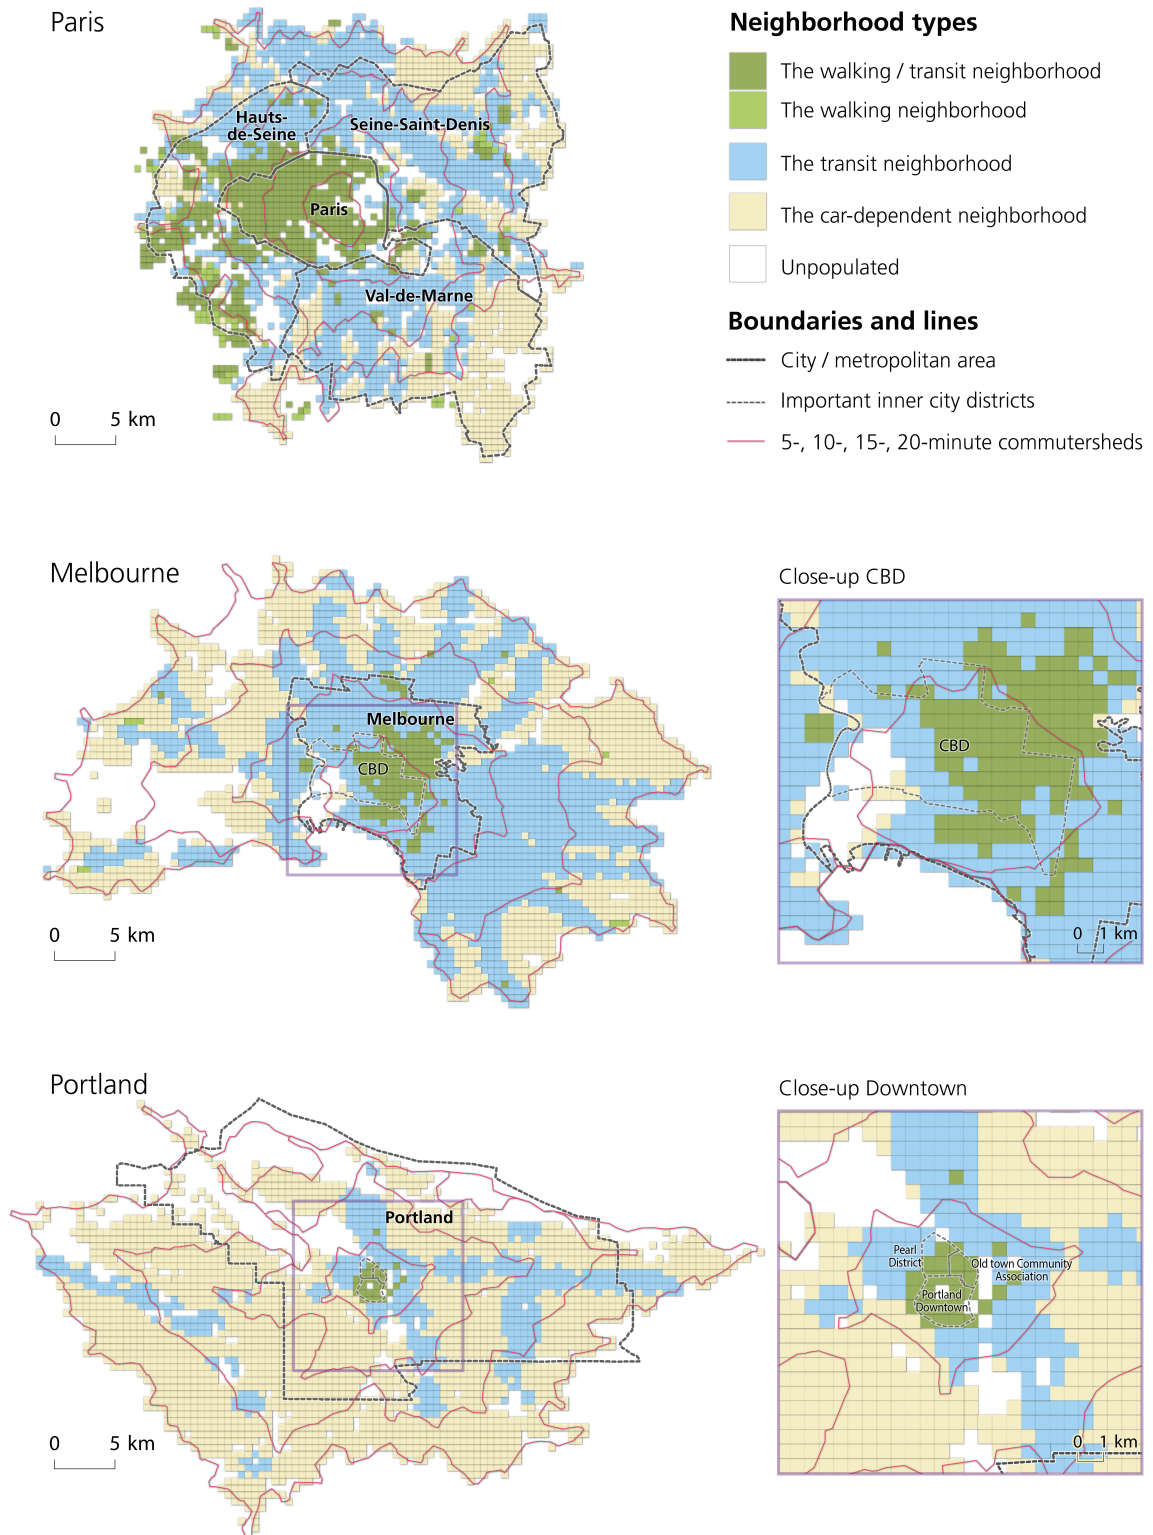 Paris
Hauts-
de-Seine
Seine-Saint-Denis
Paris
Val-de-Marne
0 5 km
Neighborhood types
The walking / transit neighborhood
The walking neighborhood
The transit neighborhood
The car-dependent neighborhood
Unpopulated
Boundaries and lines
City / metropolitan area
Important inner city districts
5-, 10-, 15-, 20-minute commutersheds
Melbourne
Melbourne
CBD
0 5 km
Close-up CBD
CBD
0 1 km
Portland
Portland
0 5 km
Close-up Downtown
Pearl
District
Old town Community
Association
Portland
Downtown
0 1 km